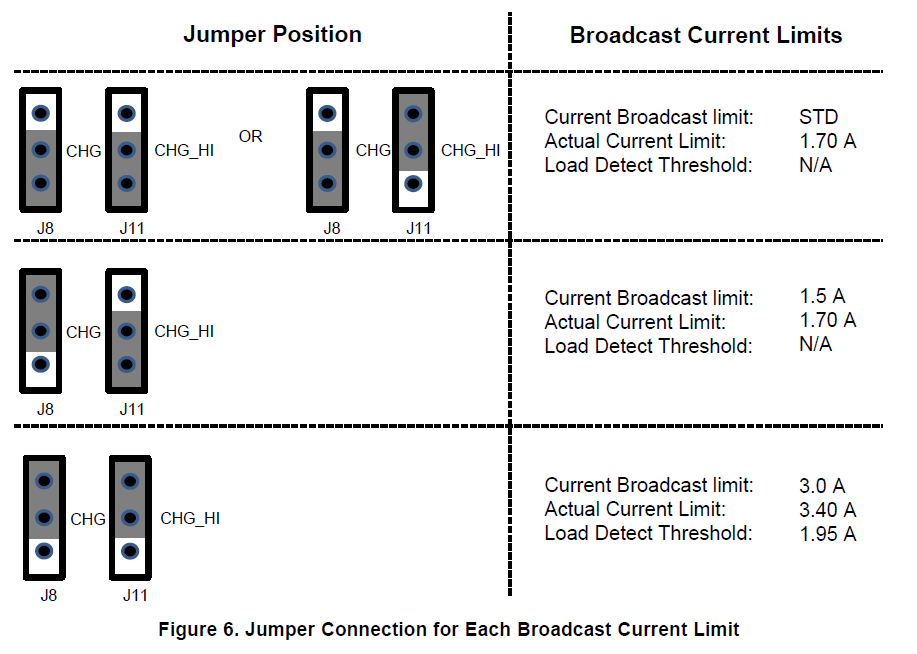 Jumper Position
Broadcast Current Limits
CHG CHG_HI OR CHG CHG_HI
J8 J11 J8 J11
Current Broadcast limit: STD
Actual Current Limit: 1.70 A
Load Detect Threshold: N/A
CHG CHG_HI
J8 J11
Current Broadcast limit: 1.5 A
Actual Current Limit: 1.70 A
Load Detect Threshold: N/A
CHG CHG_HI
J8 J11
Current Broadcast limit: 3.0 A
Actual Current Limit: 3.40 A
Load Detect Threshold: 1.95 A
Figure 6. Jumper Connection for Each Broadcast Current Limit